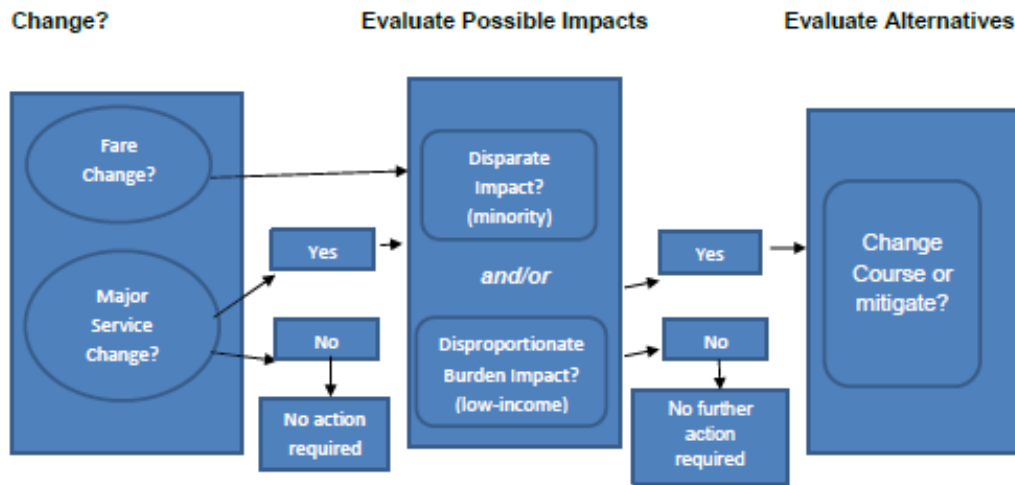 Change?
Evaluate Possible Impacts
Evaluate Alternatives
Fare
Change?
Major
Service
Change?
Yes
No
No action
required
Disparate
Impact?
(minority)
and/or
Disproportionate
Burden Impact?
(low-income)
Yes
No
No further
action
required
Change
Course or
mitigate?